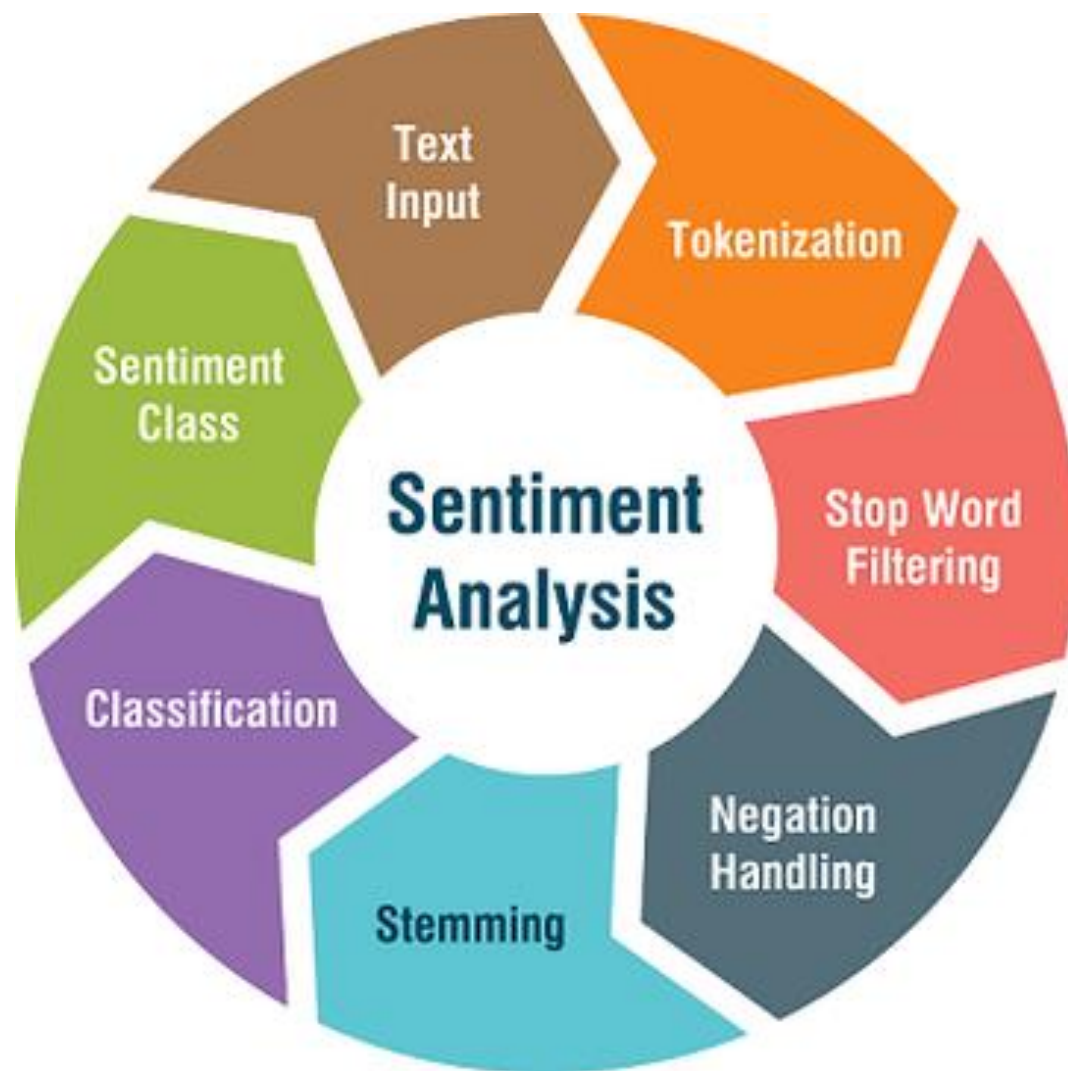 Text
Input
Tokenization
Stop Word
Filtering
Negation
Handling
Stemming
Classification
Sentiment
Class
Sentiment
Analysis